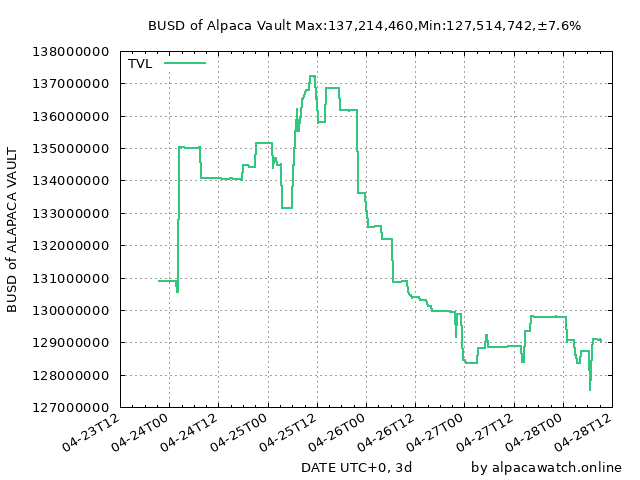 BUSD of Alpaca Vault Max:137,214,460,Min:127,514,742,±7.6%
TVL
138000000
137000000
136000000
135000000
134000000
133000000
132000000
131000000
130000000
129000000
128000000
127000000
BUSD of ALAPACA VAULT
04-23T12
04-24T00
04-24T12
04-25T00
04-25T12
04-26T00
04-26T12
04-27T00
04-27T12
04-28T00
04-28T12
DATE UTC+0, 3d
by alpacawatch.online